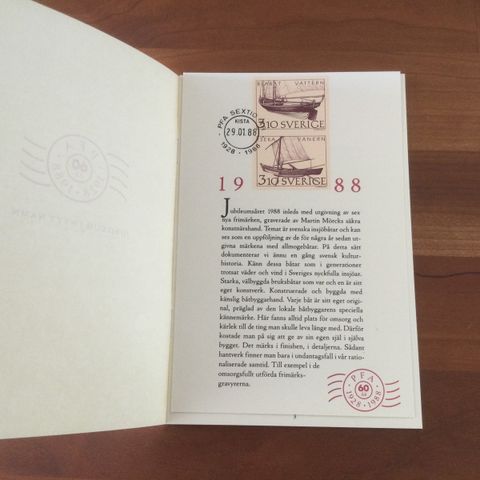 VÄTTERN
3.10 SVERIGE
PFA SEXTIO
KISTA
29.01.88
1928-1988
VÄNERN
3.10 SVERIGE
1988
Jubileumsåret 1988 inleds med utgivning av sex
nya frimärken, graverade av Martin Mörcks säkra
konstnärshand. Temat är svenska insjöbåtar och kan
ses som en uppföljning av de för några år sedan ut-
givna märkena med allmogebåtar. På detta sätt
dokumenterar vi ännu en gång svensk kultur-
historia. Känn dessa båtar som i generationer
trotsat väder och vind i Sveriges nyckfulla insjöar.
Starka, välbyggda bruksbåtar som var och en är ett
eget konstverk. Konstruerade och byggda med
känslig båtbyggarhand. Varje båt är sitt eget origi-
nal, präglad av den lokale båtbyggarens speciella
kännemärke. Här fanns alltid plats för omsorg och
kärlek till de ting man skulle leva länge med. Därför
kostade man på sig att ge av sin egen själ i själva
bygget. Det märks i finishen, i detaljerna. Sådant
hantverk finner man bara i undantagsfall i vår ratio-
naliserade samtid. Till exempel i de
omsorgsfullt utförda frimärks-
gravyrerna.
PFA
60
ÅR
1928-1988